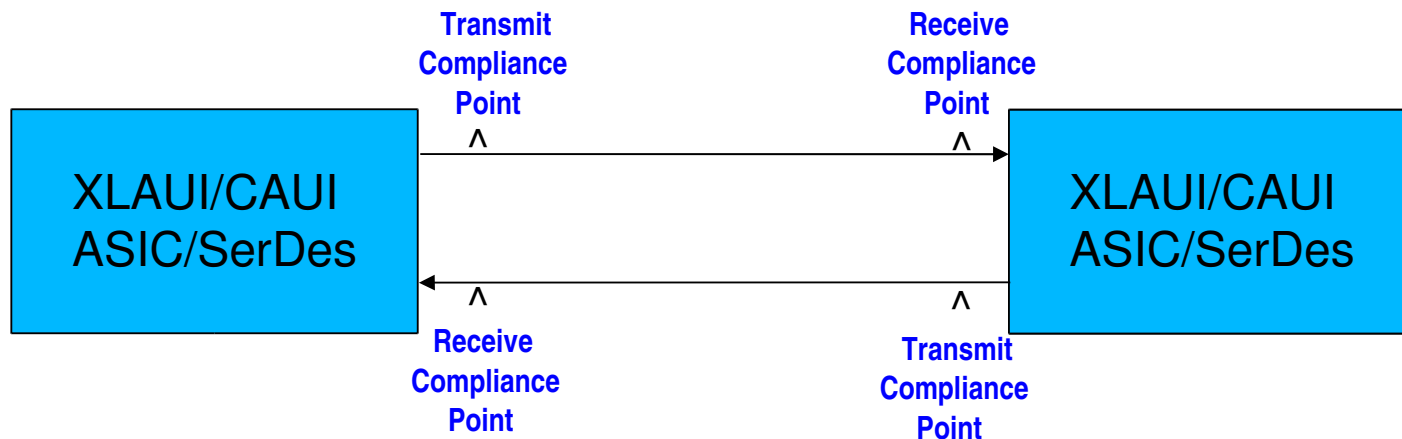 Transmit
Compliance
Point
^
Receive
Compliance
Point
^
XLAUI/CAUI
ASIC/SerDes
XLAUI/CAUI
ASIC/SerDes
^
Receive
Compliance
Point
^
Transmit
Compliance
Point